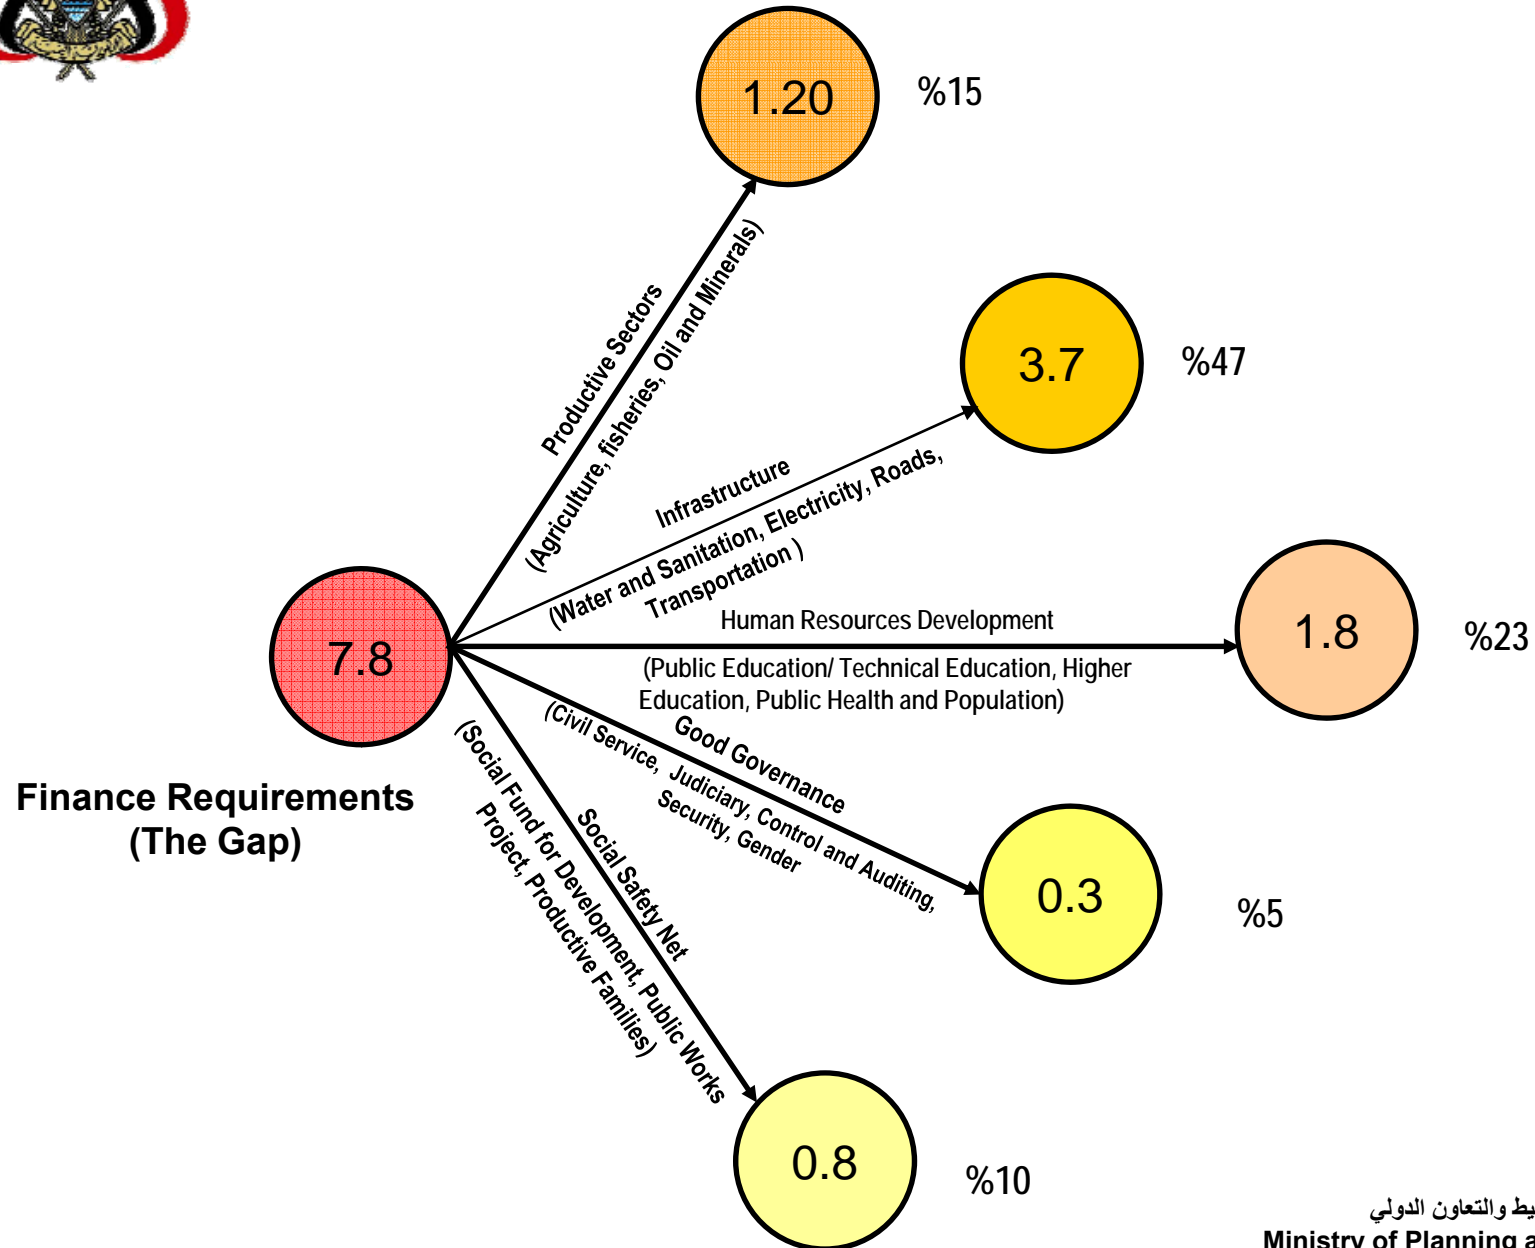 1.20
%15
Productive Sectors
(Agriculture, fisheries, Oil and Minerals)
3.7
%47
Infrastructure
(Water and Sanitation, Electricity, Roads,
Transportation )
7.8
Finance Requirements
(The Gap)
Human Resources Development
(Public Education/ Technical Education, Higher
Education, Public Health and Population)
1.8
%23
Good Governance
(Civil Service, Judiciary, Control and Auditing,
Security, Gender
0.3
%5
Social Safety Net
(Social Fund for Development, Public Works
Project, Productive Families)
0.8
%10
والتعاون الدولي
Ministry of Planning a